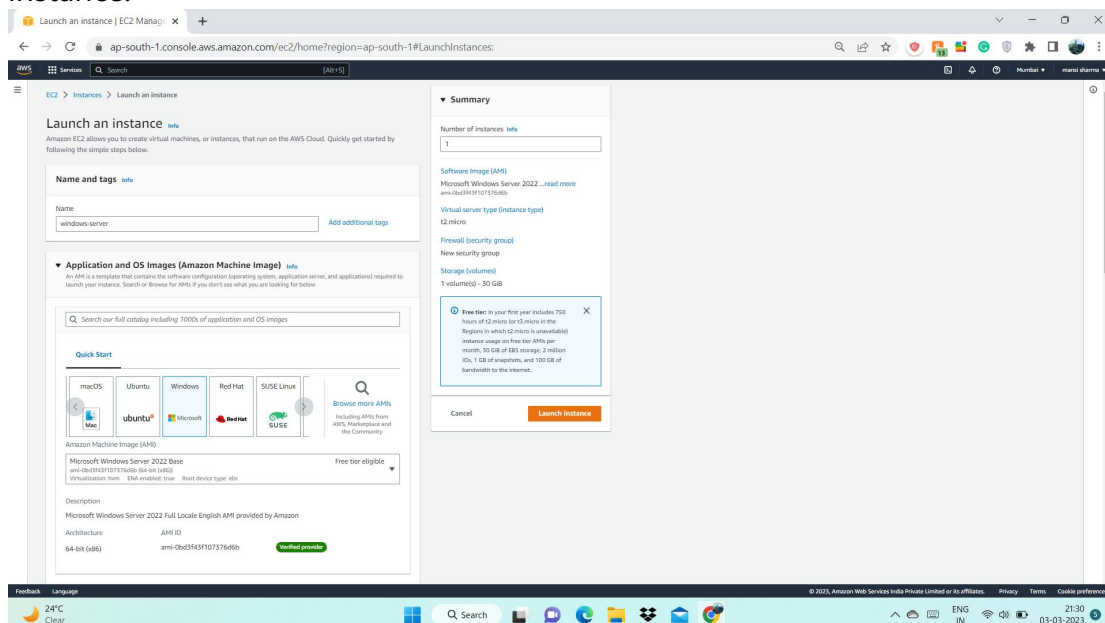 Launch an instance | EC2 Manage
ap-south-1.console.aws.amazon.com/ec2/home?region=ap-south-1#LaunchInstances:
13
aws
Services
Search
[Alt+S]
Mumbai
mansi sharma
EC2 > Instances > Launch an instance
Launch an instance Info
Amazon EC2 allows you to create virtual machines, or instances, that run on the AWS Cloud. Quickly get started by
following the simple steps below.
Name and tags Info
Name
windows-server
Add additional tags
Application and OS Images (Amazon Machine Image) Info
An AMI is a template that contains the software configuration (operating system, application server, and applications) required to
launch your instance. Search or Browse for AMIs if you don't see what you are looking for below
Search our full catalog including 1000s of application and OS images
Quick Start
macOS
Ubuntu
Windows
Red Hat
SUSE Linux
Mac
ubuntu®
Microsoft
Red Hat
SUSE
Browse more AMIs
Including AMIs from
AWS, Marketplace and
the Community
Amazon Machine Image (AMI)
Microsoft Windows Server 2022 Base
Free tier eligible
ami-0bd3f43f107376d6b (64-bit (x86))
Virtualization: hvm ENA enabled: true Root device type: ebs
Description
Microsoft Windows Server 2022 Full Locale English AMI provided by Amazon
Architecture
AMI ID
64-bit (x86)
ami-0bd3f43f107376d6b
Verified provider
Summary
Number of instances Info
1
Software Image (AMI)
Microsoft Windows Server 2022 ...read more
ami-0bd3f43f107376d6b
Virtual server type (instance type)
t2.micro
Firewall (security group)
New security group
Storage (volumes)
1 volume(s) - 30 GiB
Free tier: In your first year includes 750
hours of t2.micro (or t3.micro in the
Regions in which t2.micro is unavailable)
instance usage on free tier AMIs per
month, 30 GiB of EBS storage, 2 million
IOs, 1 GB of snapshots, and 100 GB of
bandwidth to the internet.
Cancel
Launch instance
Feedback
Language
© 2023, Amazon Web Services India Private Limited or its affiliates.
Privacy
Terms
Cookie preference
24°C
Clear
Search
ENG
IN
21:30
03-03-2023
5